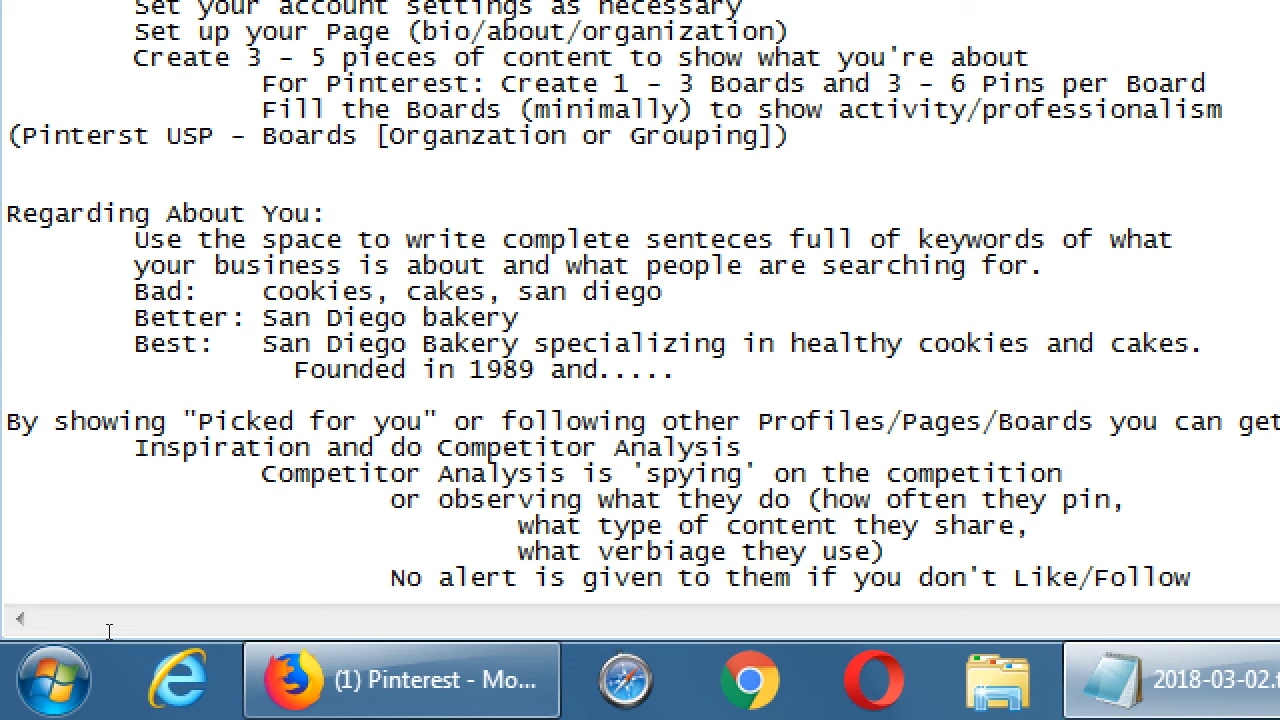 Set your account settings as necessary
Set up your Page (bio/about/organization)
Create 3 - 5 pieces of content to show what you're about
For Pinterest: Create 1 - 3 Boards and 3 - 6 Pins per Board
Fill the Boards (minimally) to show activity/professionalism
(Pinterst USP - Boards [Organzation or Grouping])
Regarding About You:
Use the space to write complete senteces full of keywords of what
your business is about and what people are searching for.
Bad: cookies, cakes, san diego
Better: San Diego bakery
Best: San Diego Bakery specializing in healthy cookies and cakes.
Founded in 1989 and.....
By showing "Picked for you" or following other Profiles/Pages/Boards you can get
Inspiration and do Competitor Analysis
Competitor Analysis is 'spying' on the competition
or observing what they do (how often they pin,
what type of content they share,
what verbiage they use)
No alert is given to them if you don't Like/Follow
(1) Pinterest - Mo...
2018-03-02.t